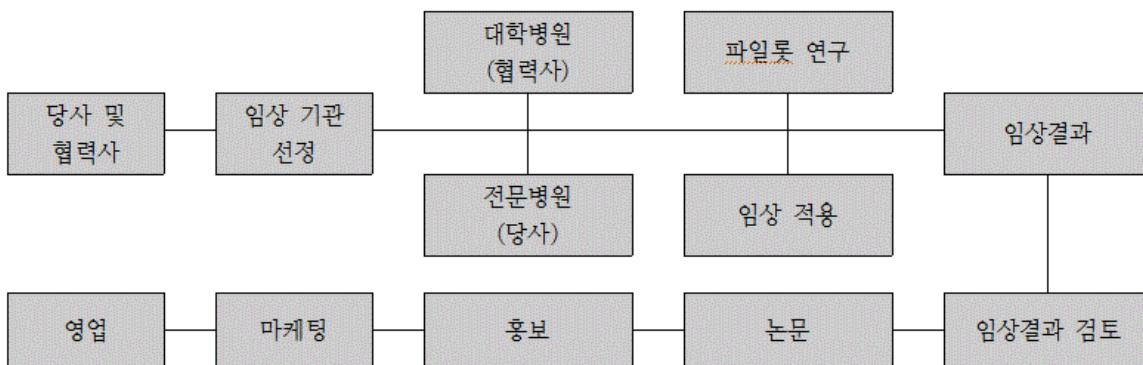 대학병원
(협력사)
파일롯 연구
당사 및
협력사
임상 기관
선정
임상결과
전문병원
(당사)
임상 적용
영업
마케팅
홍보
논문
임상결과 검토